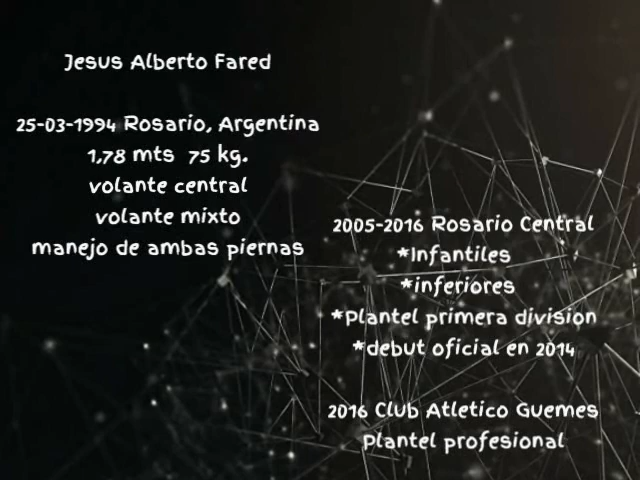 Jesus Alberto Fared
25-03-1994 Rosario, Argentina
1,78 mts 75 kg.
volante central
volante mixto
manejo de ambas piernas
2005-2016 Rosario Central
*Infantiles
*inferiores
*Plantel primera division
*debut oficial en 2014
2016 Club Atletico Guemes
Plantel profesional